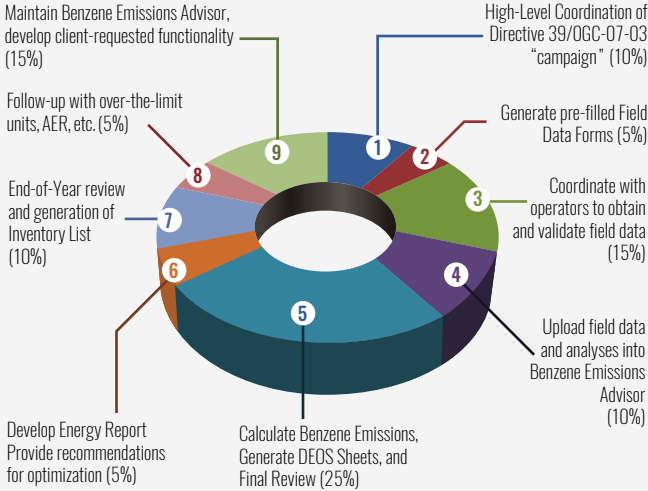 Maintain Benzene Emissions Advisor,
develop client-requested functionality
(15%)
High-Level Coordination of
Directive 39/OGC-07-03
“campaign” (10%)
Follow-up with over-the-limit
units, AER, etc. (5%)
Generate pre-filled Field
Data Forms (5%)
End-of-Year review
and generation of
Inventory List
(10%)
Coordinate with
operators to obtain
and validate field data
(15%)
1
2
3
4
5
6
7
8
9
Upload field data
and analyses into
Benzene Emissions
Advisor
(10%)
Develop Energy Report
Provide recommendations
for optimization (5%)
Calculate Benzene Emissions,
Generate DEOS Sheets, and
Final Review (25%)